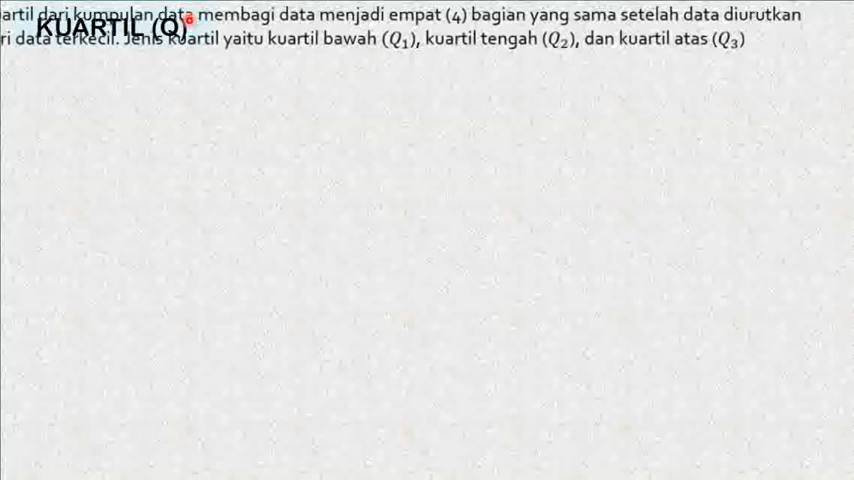 KUARTIL (Q)
artil dari kumpulan data membagi data menjadi empat (4) bagian yang sama setelah data diurutkan
ri data terkecil. Jenis kuartil yaitu kuartil bawah (Q₁), kuartil tengah (Q₂), dan kuartil atas (Q₃)